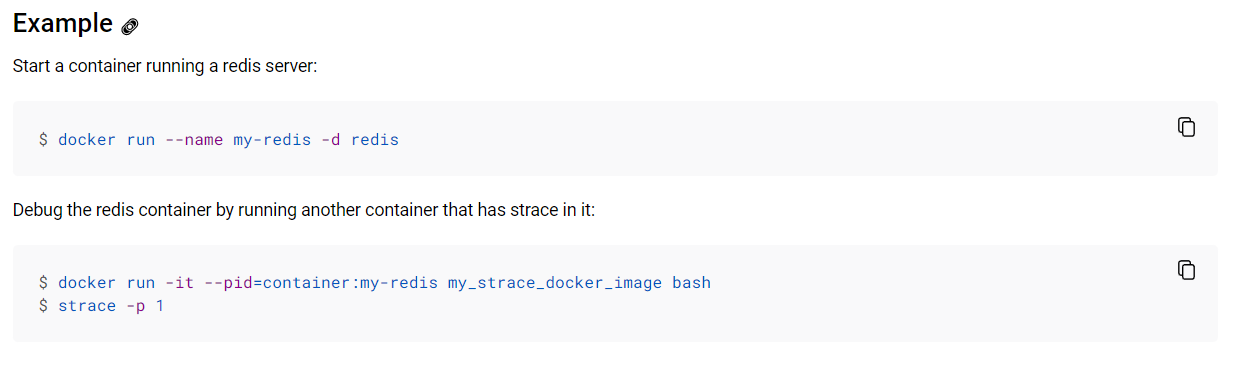 Example
Start a container running a redis server:
$ docker run --name my-redis -d redis
Debug the redis container by running another container that has strace in it:
$ docker run -it --pid=container:my-redis my_strace_docker_image bash
$ strace -p 1